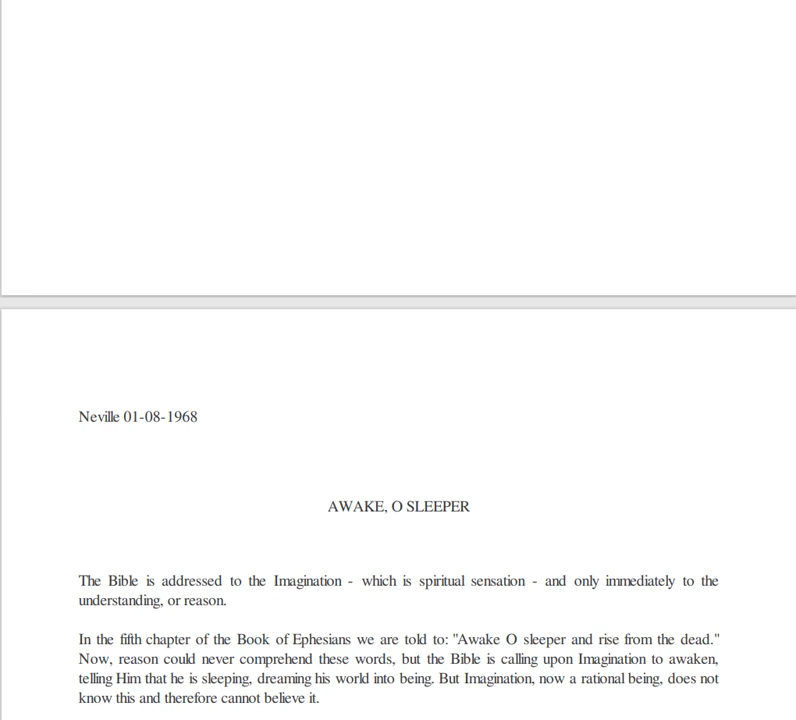 Neville 01-08-1968
AWAKE, O SLEEPER
The Bible is addressed to the Imagination - which is spiritual sensation - and only immediately to the
understanding, or reason.
In the fifth chapter of the Book of Ephesians we are told to: "Awake O sleeper and rise from the dead."
Now, reason could never comprehend these words, but the Bible is calling upon Imagination to awaken,
telling Him that he is sleeping, dreaming his world into being. But Imagination, now a rational being, does not
know this and therefore cannot believe it.